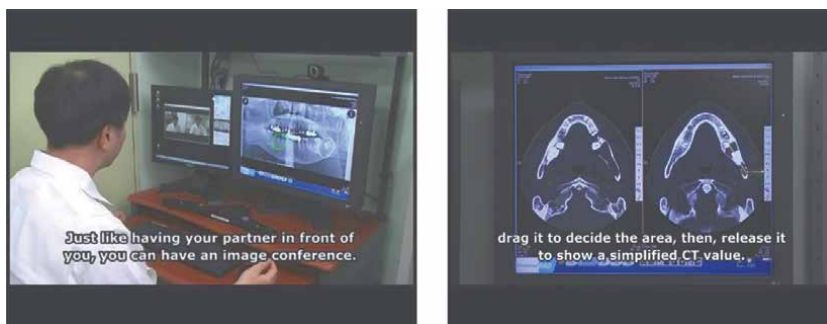 Just like having your partner in front of
you, you can have an image conference.
drag it to decide the area, then, release it
to show a simplified CT value.